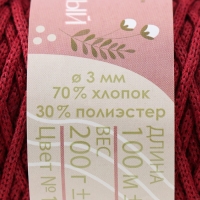 ø 3 мм
70% хлопок
30% полиэстер
ДЛИНА
100 м ±
ВЕС
200 г ±
Цвет №